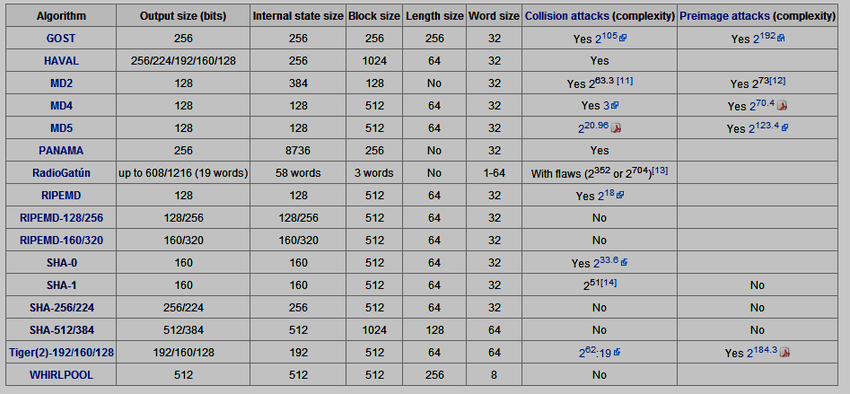 Algorithm Output size (bits) Internal state size Block size Length size Word size Collision attacks (complexity) Preimage attacks (complexity)
GOST 256 256 256 256 32 Yes 2^105 Yes 2^192
HAVAL 256/224/192/160/128 256 1024 64 32 Yes
MD2 128 384 128 No 32 Yes 2^63.3 [11] Yes 2^73[12]
MD4 128 128 512 64 32 Yes 3 Yes 2^70.4
MD5 128 128 512 64 32 2^20.96 Yes 2^123.4
PANAMA 256 8736 256 No 32 Yes
RadioGatún up to 608/1216 (19 words) 58 words 3 words No 1-64 With flaws (2^352 or 2^704)[13]
RIPEMD 128 128 512 64 32 Yes 2^18
RIPEMD-128/256 128/256 128/256 512 64 32 No
RIPEMD-160/320 160/320 160/320 512 64 32 No
SHA-0 160 160 512 64 32 Yes 2^33.6
SHA-1 160 160 512 64 32 2^51[14] No
SHA-256/224 256/224 256 512 64 32 No No
SHA-512/384 512/384 512 1024 128 64 No No
Tiger(2)-192/160/128 192/160/128 192 512 64 64 2^62:19 Yes 2^184.3
WHIRLPOOL 512 512 512 256 8 No